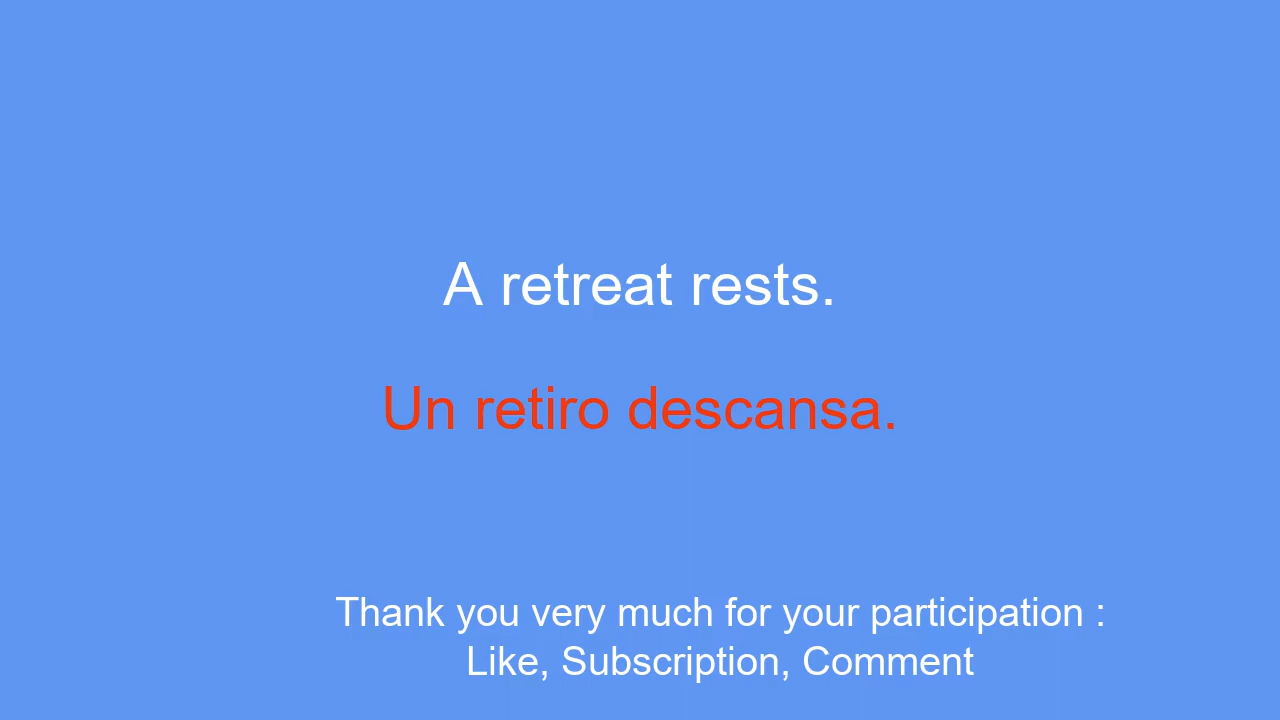 A retreat rests.
Un retiro descansa.
Thank you very much for your participation :
Like, Subscription, Comment